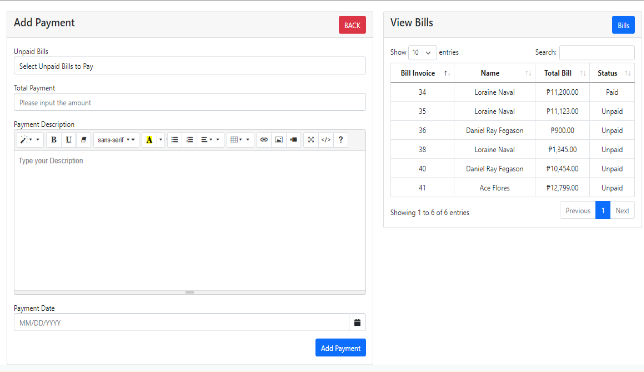 Add Payment
BACK
Unpaid Bills
Select Unpaid Bills to Pay
Total Payment
Please input the amount
Payment Description
B U sans-serif A </> ?
Type your Description
Payment Date
MM/DD/YYYY
Add Payment
View Bills
Bills
Show 10 entries
Search:
Bill Invoice Name Total Bill Status
34 Loraine Naval ₱11,200.00 Paid
35 Loraine Naval ₱11,123.00 Unpaid
36 Daniel Ray Fegason ₱900.00 Unpaid
38 Loraine Naval ₱1,845.00 Unpaid
40 Daniel Ray Fegason ₱10,454.00 Unpaid
41 Ace Flores ₱12,799.00 Unpaid
Showing 1 to 6 of 6 entries
Previous 1 Next